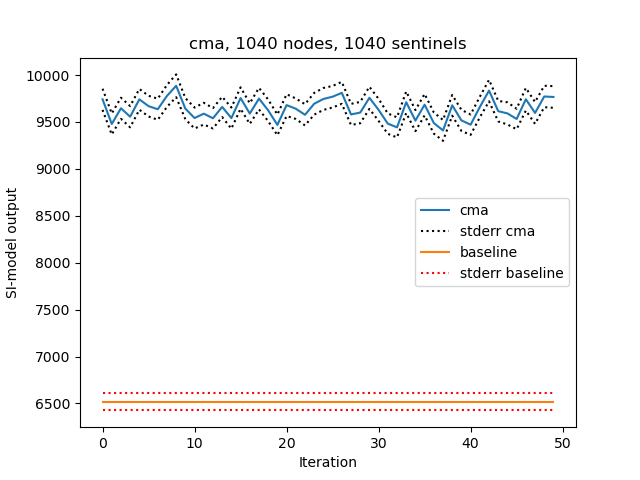 cma, 1040 nodes, 1040 sentinels
SI-model output
10000
9500
9000
8500
8000
7500
7000
6500
cma
stderr cma
baseline
stderr baseline
0
10
20
30
40
50
Iteration